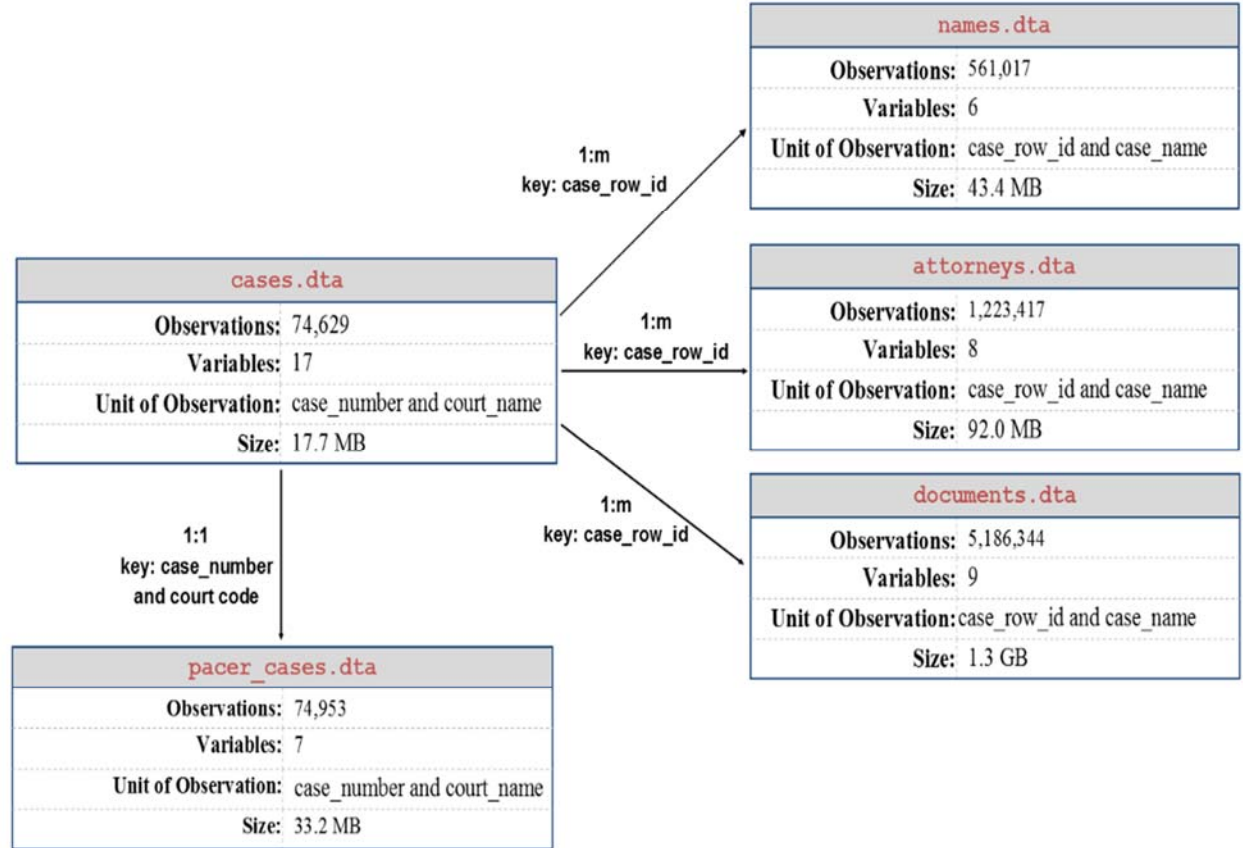 names.dta
Observations: 561,017
Variables: 6
Unit of Observation: case_row_id and case_name
Size: 43.4 MB
1:m
key: case_row_id
cases.dta
Observations: 74,629
Variables: 17
Unit of Observation: case_number and court_name
Size: 17.7 MB
1:m
key: case_row_id
attorneys.dta
Observations: 1,223,417
Variables: 8
Unit of Observation: case_row_id and case_name
Size: 92.0 MB
1:m
key: case_row_id
documents.dta
Observations: 5,186,344
Variables: 9
Unit of Observation: case_row_id and case_name
Size: 1.3 GB
1:1
key: case_number
and court code
pacer_cases.dta
Observations: 74,953
Variables: 7
Unit of Observation: case_number and court_name
Size: 33.2 MB